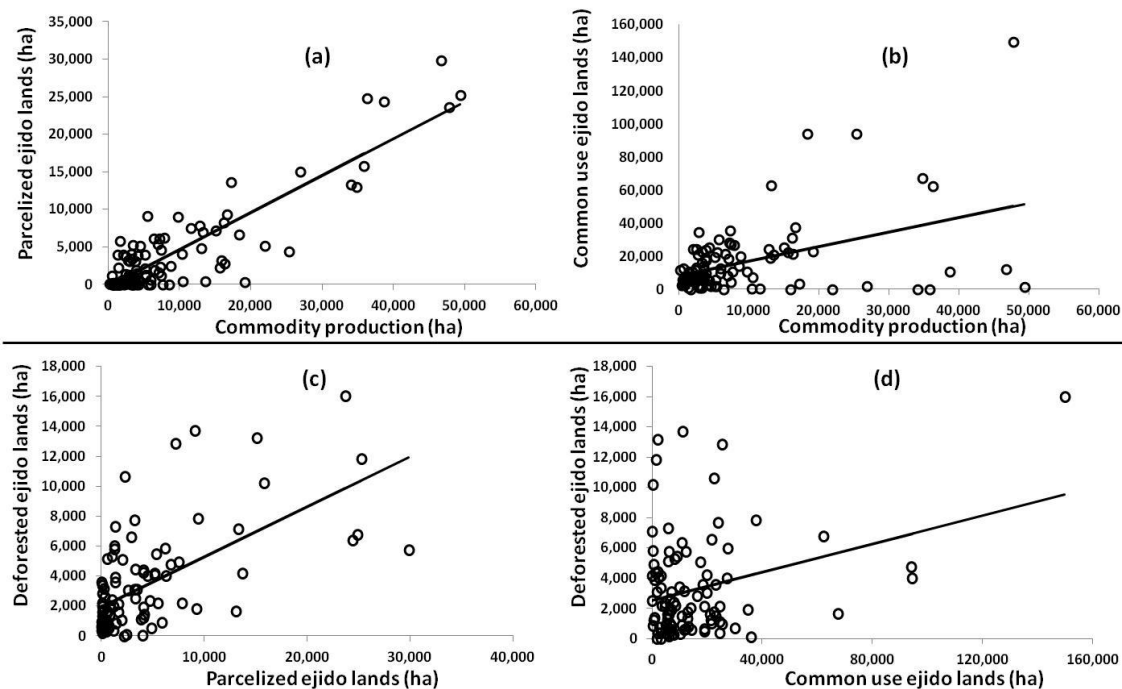 (a)
Parcelized ejido lands (ha)
35,000
30,000
25,000
20,000
15,000
10,000
5,000
0
0 10,000 20,000 30,000 40,000 50,000 60,000
Commodity production (ha)
(b)
Common use ejido lands (ha)
160,000
140,000
120,000
100,000
80,000
60,000
40,000
20,000
0
0 10,000 20,000 30,000 40,000 50,000 60,000
Commodity production (ha)
(c)
Deforested ejido lands (ha)
18,000
16,000
14,000
12,000
10,000
8,000
6,000
4,000
2,000
0
0 10,000 20,000 30,000 40,000
Parcelized ejido lands (ha)
(d)
Deforested ejido lands (ha)
18,000
16,000
14,000
12,000
10,000
8,000
6,000
4,000
2,000
0
0 40,000 80,000 120,000 160,000
Common use ejido lands (ha)